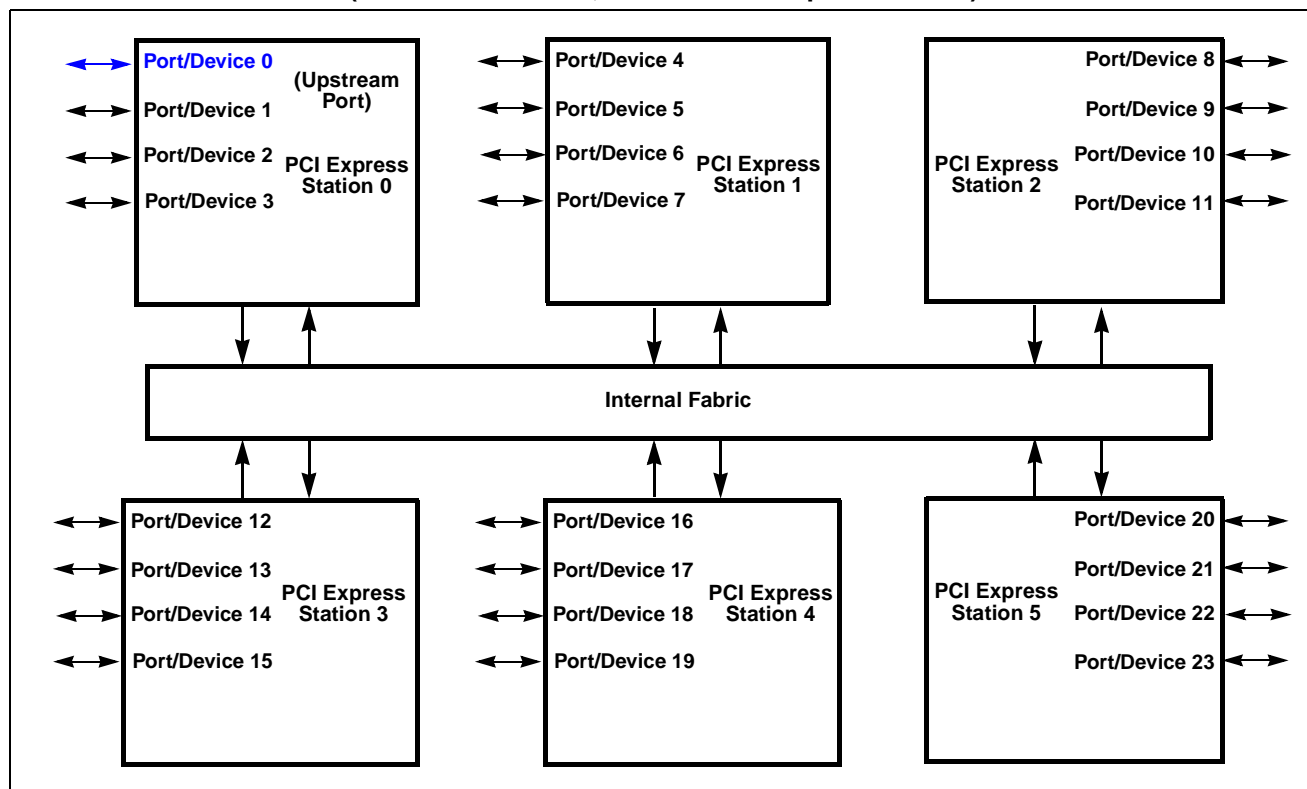 Port/Device 0
(Upstream
Port)
Port/Device 1
Port/Device 2
Port/Device 3
PCI Express
Station 0
Port/Device 4
Port/Device 5
Port/Device 6
Port/Device 7
PCI Express
Station 1
Port/Device 8
Port/Device 9
Port/Device 10
Port/Device 11
PCI Express
Station 2
Internal Fabric
Port/Device 12
Port/Device 13
Port/Device 14
Port/Device 15
PCI Express
Station 3
Port/Device 16
Port/Device 17
Port/Device 18
Port/Device 19
PCI Express
Station 4
Port/Device 20
Port/Device 21
Port/Device 22
Port/Device 23
PCI Express
Station 5